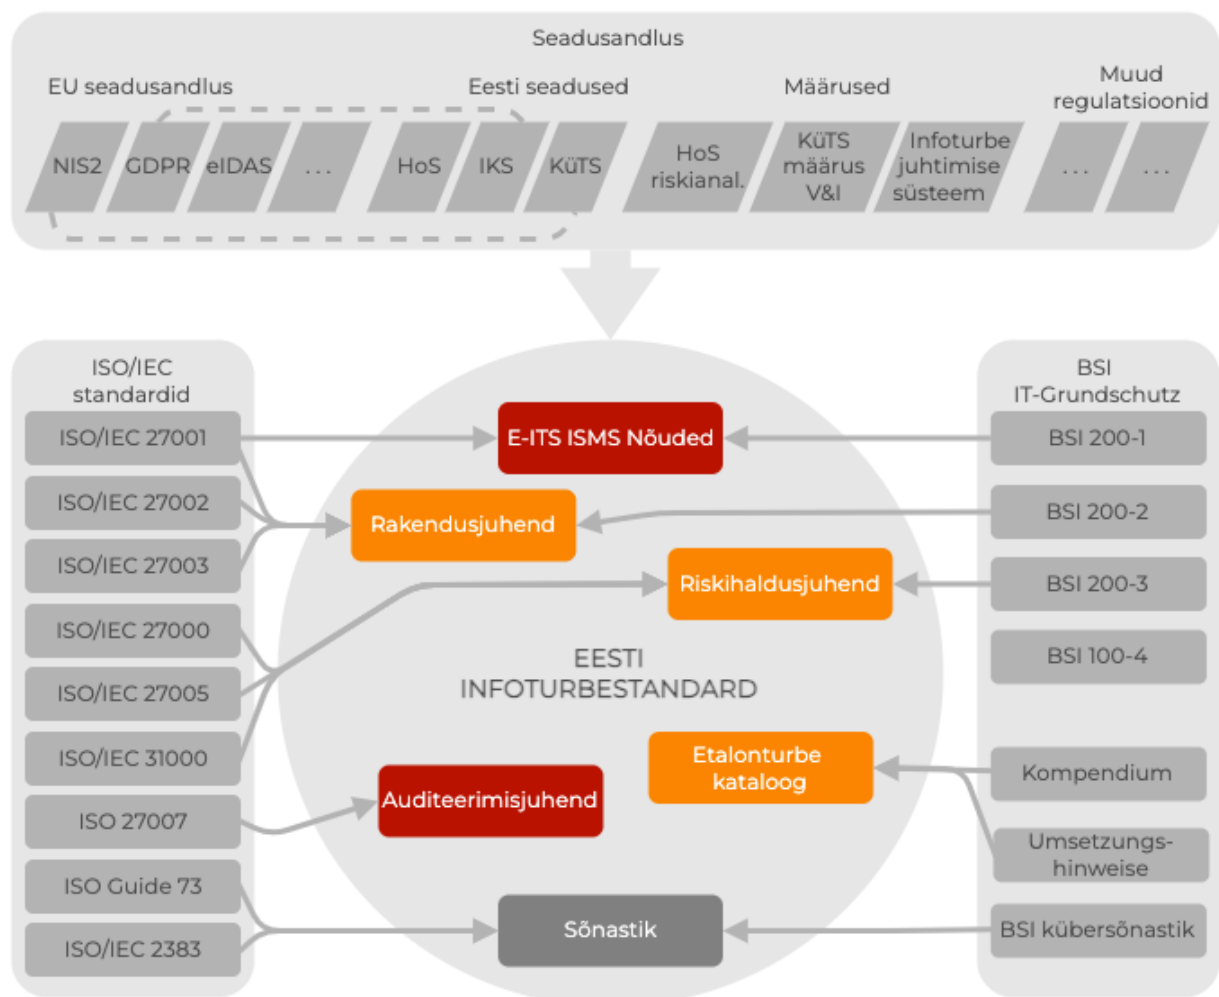 Seadusandlus
EU seadusandlus
Eesti seadused
Määrused
Muud
regulatsioonid
NIS2
GDPR
eIDAS
...
HoS
IKS
KüTS
HoS
riskianal.
KüTS
määrus
V&I
Infoturbe
juhtimise
süsteem
...
...
ISO/IEC
standardid
ISO/IEC 27001
ISO/IEC 27002
ISO/IEC 27003
ISO/IEC 27000
ISO/IEC 27005
ISO/IEC 31000
ISO 27007
ISO Guide 73
ISO/IEC 2383
E-ITS ISMS Nõuded
Rakendusjuhend
Riskihaldusjuhend
EESTI
INFOTURBESTANDARD
Etalonturbe
kataloog
Auditeerimisjuhend
Sõnastik
BSI
IT-Grundschutz
BSI 200-1
BSI 200-2
BSI 200-3
BSI 100-4
Kompendium
Umsetzungs-
hinweise
BSI kübersõnastik